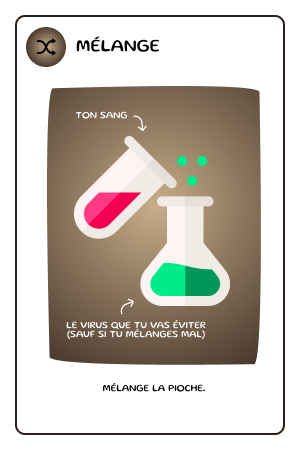 MÉLANGE
TON SANG
LE VIRUS QUE TU VAS ÉVITER
(SAUF SI TU MÉLANGES MAL)
MÉLANGE LA PIOCHE.